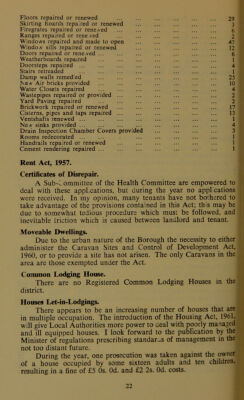 Floors repaired or renewed ... 29
Skirting boards repaired or renewed ... 3
Firegrates repaired or renewed ... 6
Ranges repaired or renewed ... 2
Windows repaired and made to open ... 47
Window sills repaired or renewed ... 12
Doors repaired or renewed ... 6
Weatherboards repaired ... 1
Doorsteps repaired ... 4
Stairs retreaded
Damp walls remedied ... 25
New Air bricks provided ... 10
Water Closets repaired ... 4
Wastepipes repaired or provided ... 2
Yard Paving repaired ... 2
Brickwork repaired or renewed ... 17
Cisterns, pipes and taps repaired ... 13
Ventshafts renewed ... 1
New sinks provided ... 4
Drain Inspection Chamber Covers provided ... 3
Rooms redecorated ... 1
Handrails repaired or renewed ... 1
Cement rendering repaired ... 1
Rent Act, 1957.
Certificates of Disrepair.
A Sub-Committee of the Health Committee are empowered to
deal with these applications, but during the year no applications
were received. In my opinion, many tenants have not bothered to
take advantage of the provisions contained in this Act; this may be
due to somewhat tedious procedure which must be followed, and
inevitable friction which is caused between landlord and tenant.
Moveable Dwellings.
Due to the urban nature of the Borough the necessity to either
administer the Caravan Sites and Control of Development Act,
1960, or to provide a site has not arisen. The only Caravans in the
area are those exempted under the Act.
Common Lodging House.
There are no Registered Common Lodging Houses in the
district.
Houses Let-in-Lodgings.
There appears to be an increasing number of houses that are
in multiple occupation. The introduction of the Housing Act, 1961,
will give Local Authorities more power to deal with poorly managed
and ill equipped houses. I look forward to the publication by the
Minister of regulations prescribing standards of management in the
not too distant future.
During the year, one prosecution was taken against the owner
of a house occupied by some sixteen adults and ten children,
resulting in a fine of £5 0s. 0d. and £2 2s. 0d. costs.
22